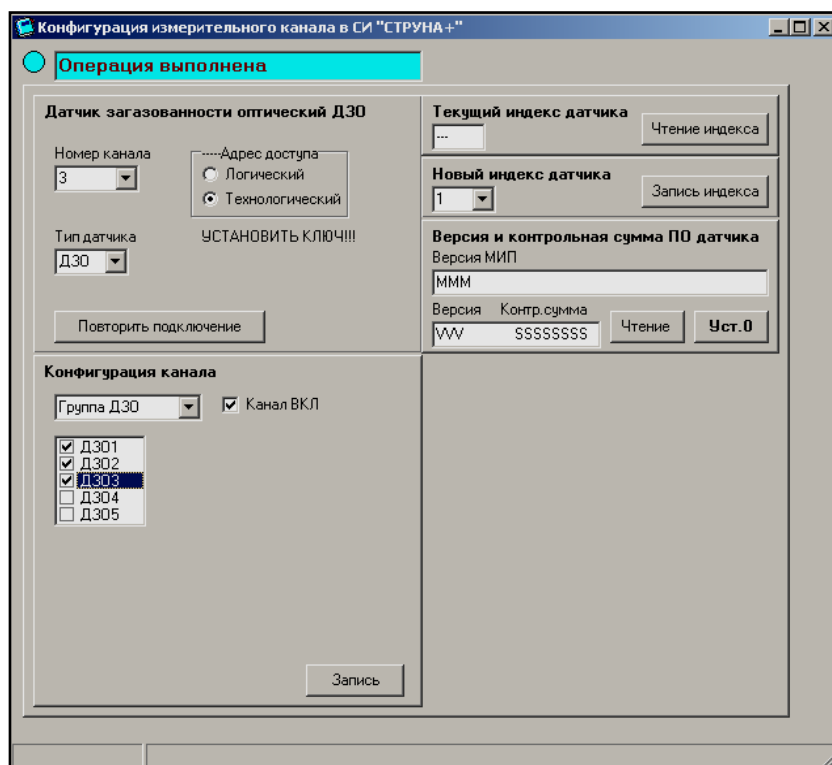 Конфигурация измерительного канала в СИ "СТРУНА+"
Операция выполнена
Датчик загазованности оптический ДЗО
Номер канала
3
----Адрес доступа
Логический
Технологический
Тип датчика
ДЗО
УСТАНОВИТЬ КЛЮЧ!!!
Повторить подключение
Текущий индекс датчика
---
Чтение индекса
Новый индекс датчика
1
Запись индекса
Версия и контрольная сумма ПО датчика
Версия МИП
МММ
Версия Контр.сумма
VVV SSSSSSSS
Чтение
Уст.0
Конфигурация канала
Группа ДЗО
Канал ВКЛ
ДЗО1
ДЗО2
ДЗО3
ДЗО4
ДЗО5
Запись